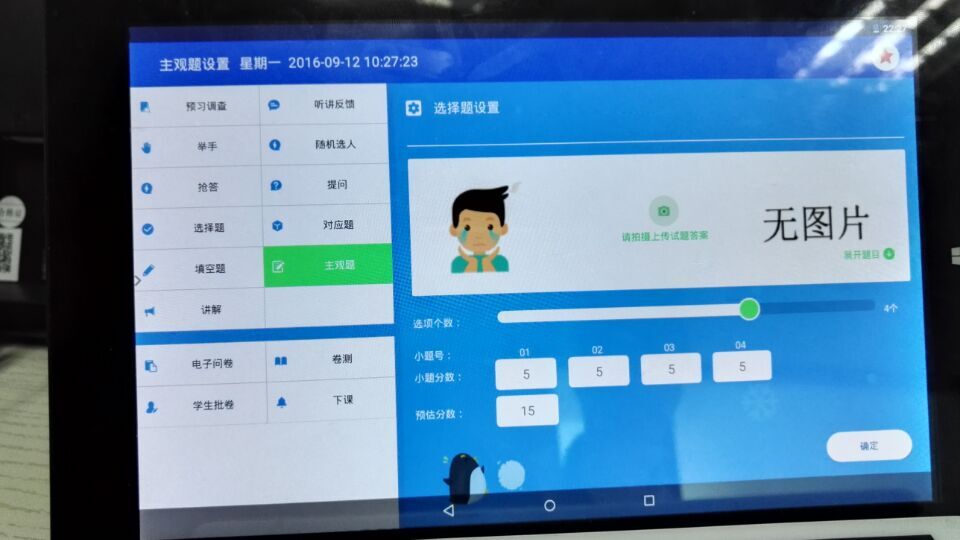 主观题设置 星期一 2016-09-12 10:27:23
预习调查
听讲反馈
举手
随机选人
抢答
提问
选择题
对应题
填空题
主观题
讲解
电子问卷
卷测
学生批卷
下课
选择题设置
请拍摄上传试题答案
无图片
展开题目
选项个数：
4个
小题号：
01 02 03 04
小题分数：
5 5 5 5
预估分数：
15
确定